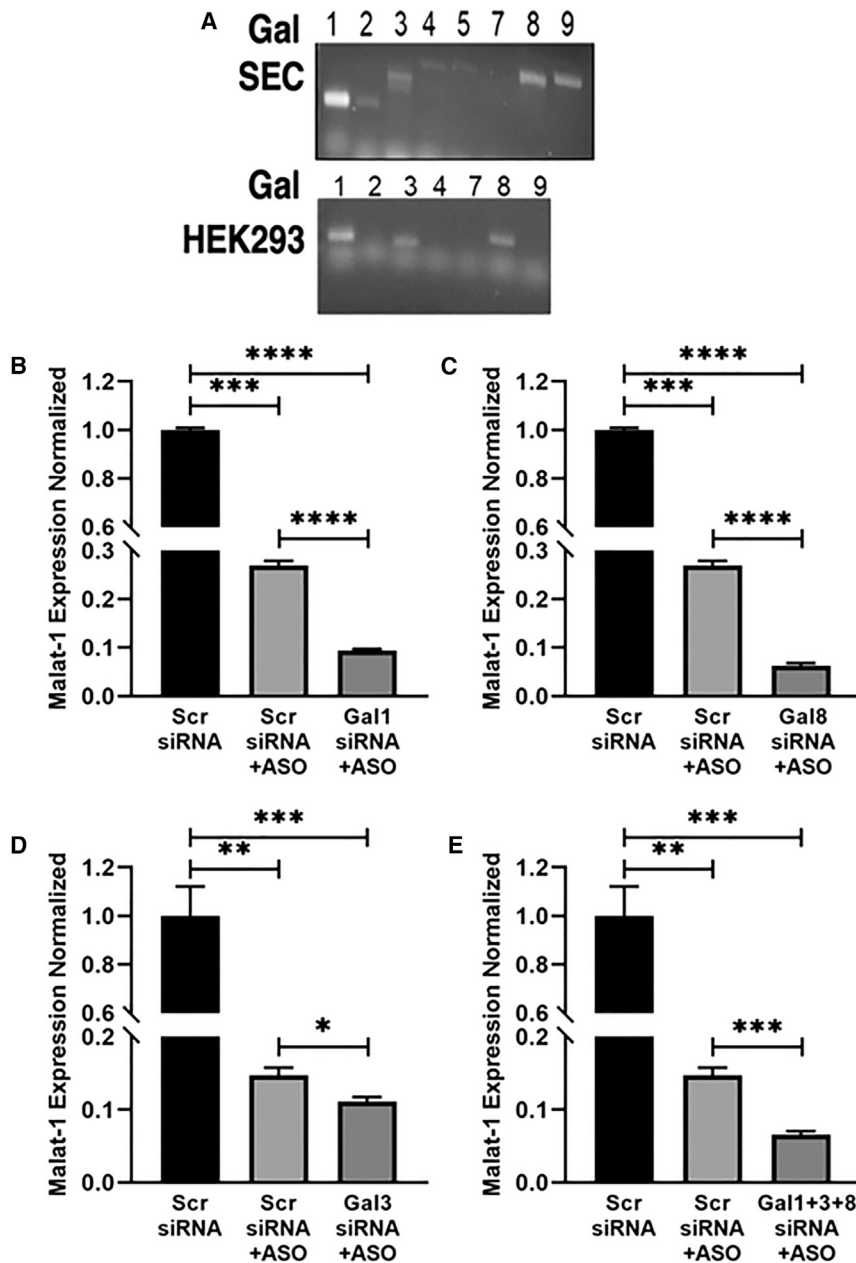 A
Gal 1 2 3 4 5 7 8 9
SEC
Gal 1 2 3 4 7 8 9
HEK293
B
Malat-1 Expression Normalized
1.2
1.0
0.8
0.6
0.3
0.2
0.1
0.0
****
***
****
Scr siRNA
Scr siRNA +ASO
Gal1 siRNA +ASO
C
Malat-1 Expression Normalized
1.2
1.0
0.8
0.6
0.3
0.2
0.1
0.0
****
***
****
Scr siRNA
Scr siRNA +ASO
Gal8 siRNA +ASO
D
Malat-1 Expression Normalized
1.2
1.0
0.8
0.6
0.2
0.1
0.0
***
**
*
Scr siRNA
Scr siRNA +ASO
Gal3 siRNA +ASO
E
Malat-1 Expression Normalized
1.2
1.0
0.8
0.6
0.2
0.1
0.0
***
**
***
Scr siRNA
Scr siRNA +ASO
Gal1+3+8 siRNA +ASO